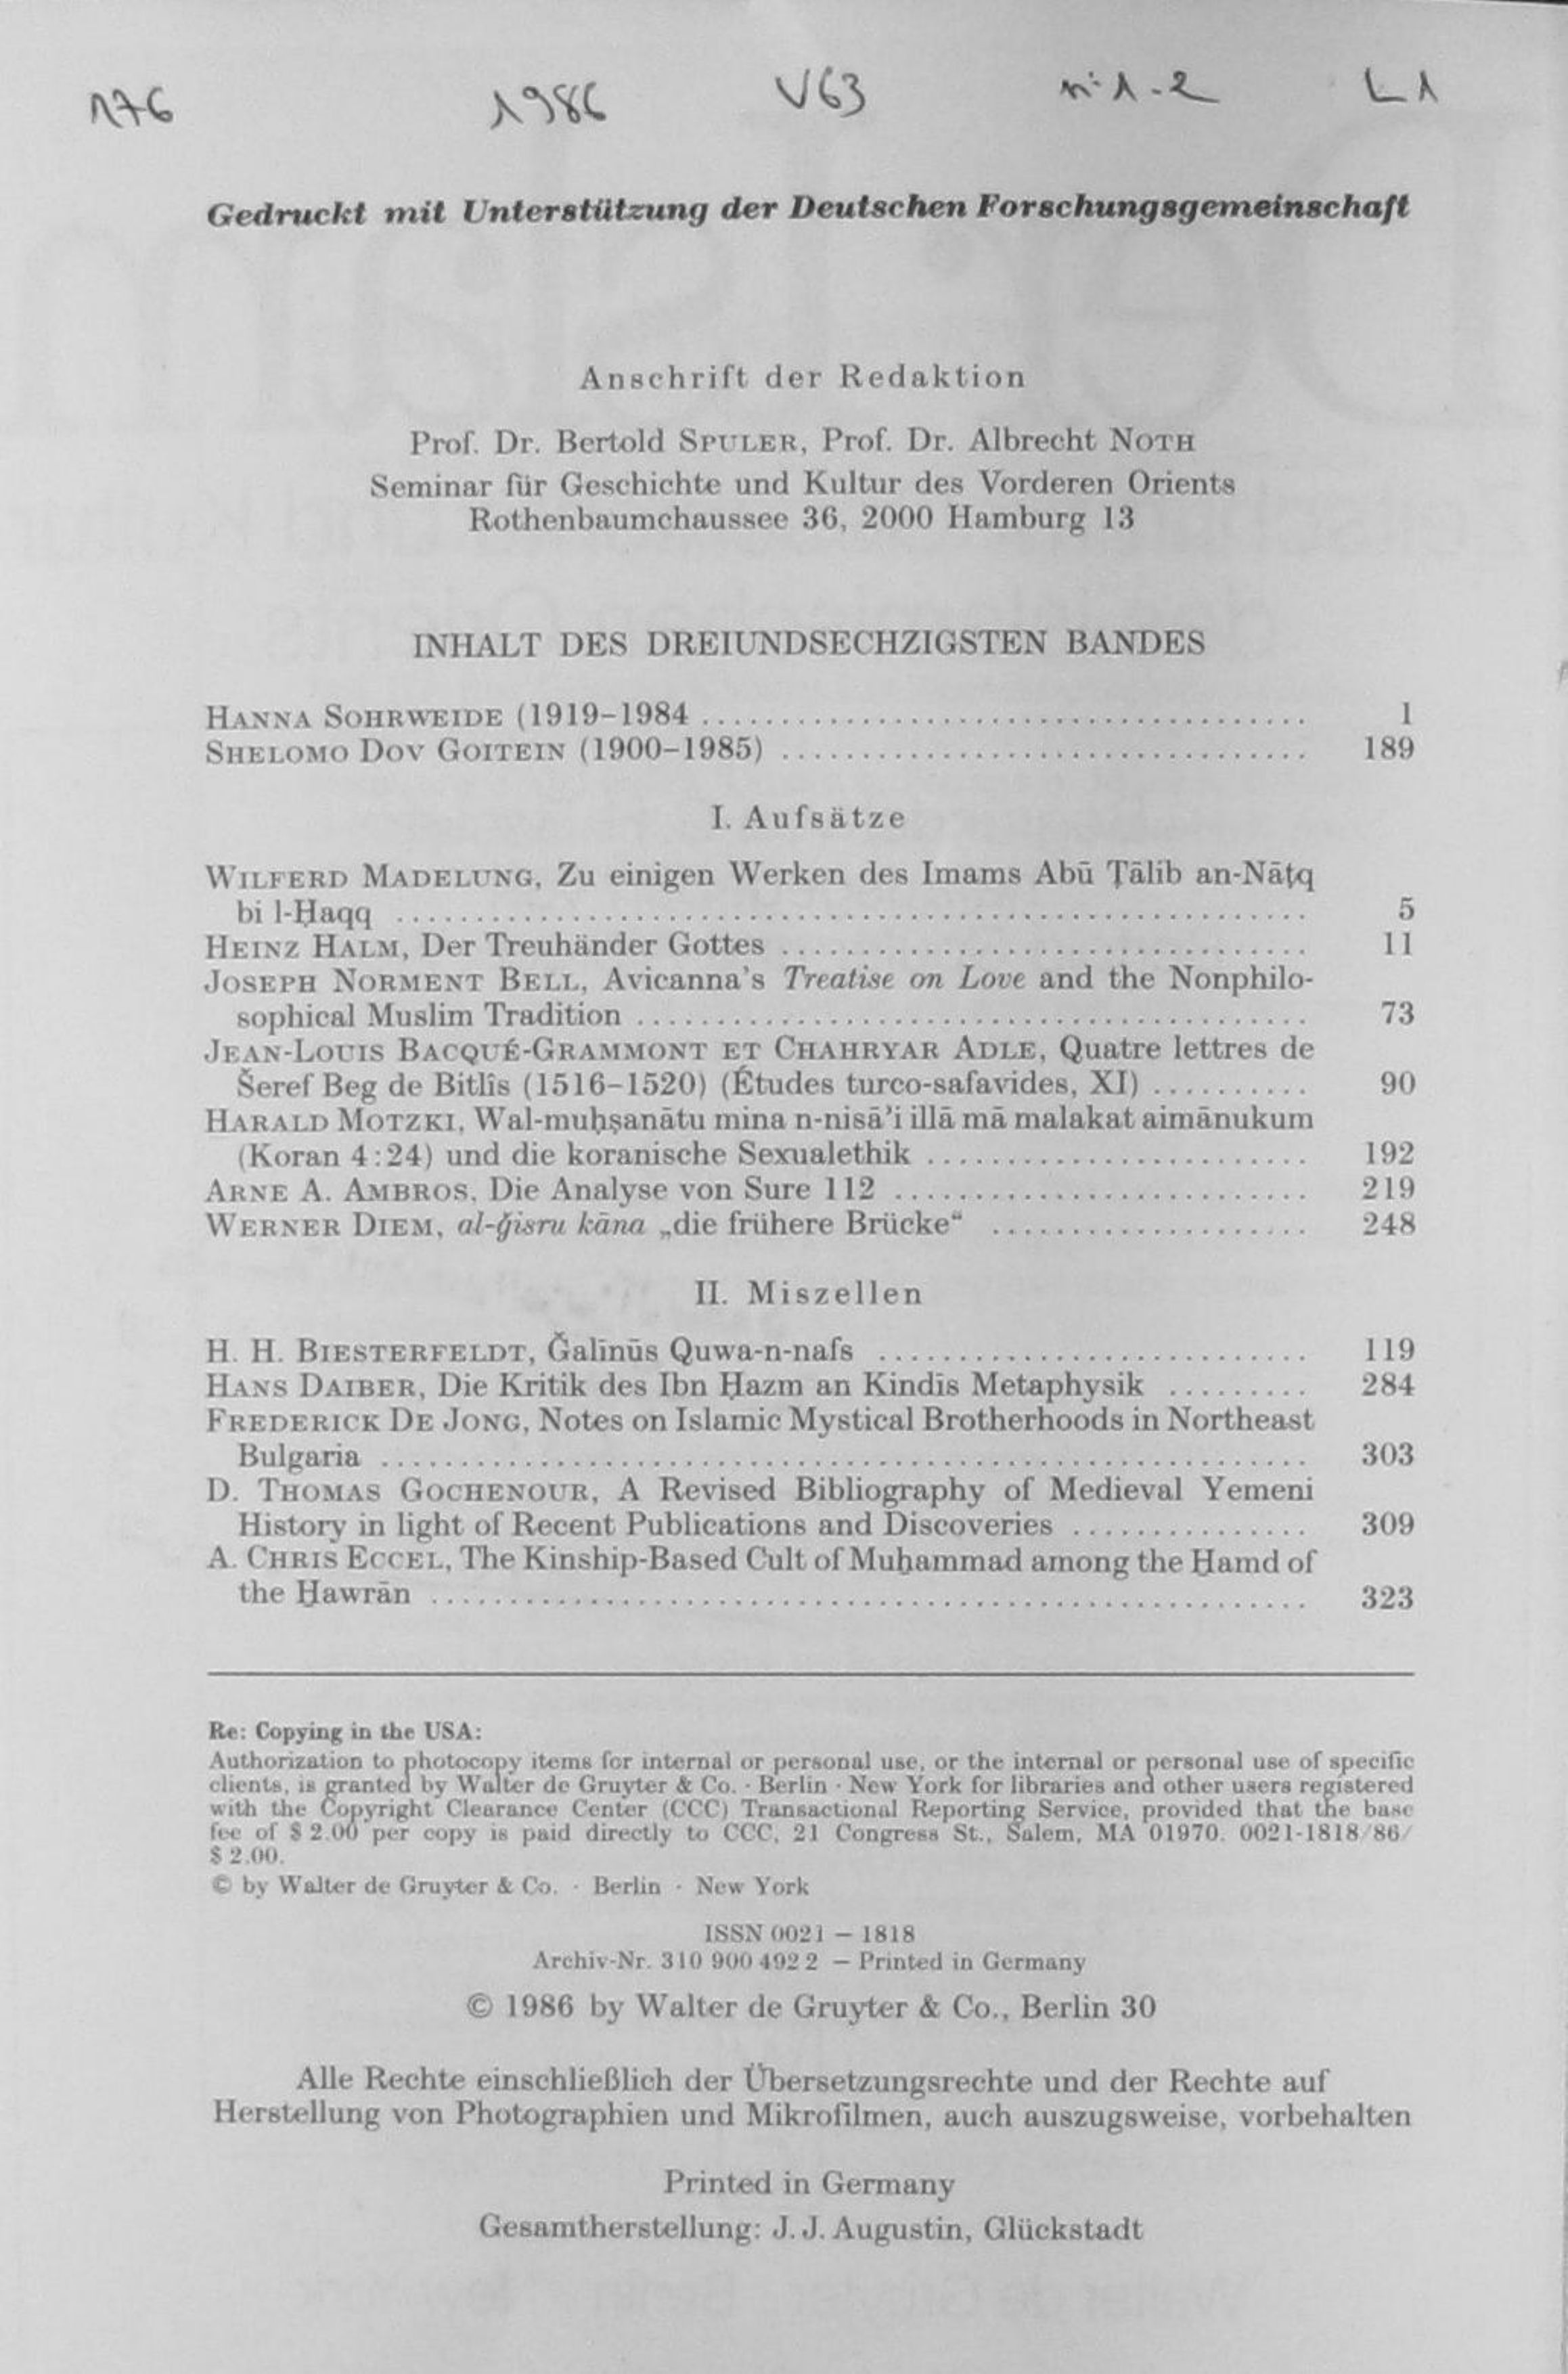 176 1986 V63 n°1-2 L1
Gedruckt mit Unterstützung der Deutschen Forschungsgemeinschaft
Anschrift der Redaktion
Prof. Dr. Bertold SPULER, Prof. Dr. Albrecht NOTH
Seminar für Geschichte und Kultur des Vorderen Orients
Rothenbaumchaussee 36, 2000 Hamburg 13
INHALT DES DREIUNDSECHZIGSTEN BANDES
HANNA SOHRWEIDE (1919–1984 ........ 1
SHELOMO DOV GOITEIN (1900–1985) ........ 189
I. Aufsätze
WILFERD MADELUNG, Zu einigen Werken des Imams Abū Ṭālib an-Nāṭq
bi l-Ḥaqq ........ 5
HEINZ HALM, Der Treuhänder Gottes ........ 11
JOSEPH NORMENT BELL, Avicanna's Treatise on Love and the Nonphilo-
sophical Muslim Tradition ........ 73
JEAN-LOUIS BACQUÉ-GRAMMONT ET CHAHRYAR ADLE, Quatre lettres de
Šeref Beg de Bitlîs (1516–1520) (Études turco-safavides, XI) ........ 90
HARALD MOTZKI, Wal-muḥṣanātu mina n-nisā'i illā mā malakat aimānukum
(Koran 4:24) und die koranische Sexualethik ........ 192
ARNE A. AMBROS, Die Analyse von Sure 112 ........ 219
WERNER DIEM, al-ǧisru kāna „die frühere Brücke“ ........ 248
II. Miszellen
H. H. BIESTERFELDT, Ǧalīnūs Quwa-n-nafs ........ 119
HANS DAIBER, Die Kritik des Ibn Ḥazm an Kindīs Metaphysik ........ 284
FREDERICK DE JONG, Notes on Islamic Mystical Brotherhoods in Northeast
Bulgaria ........ 303
D. THOMAS GOCHENOUR, A Revised Bibliography of Medieval Yemeni
History in light of Recent Publications and Discoveries ........ 309
A. CHRIS ECCEL, The Kinship-Based Cult of Muḥammad among the Ḥamd of
the Ḥawrān ........ 323
Re: Copying in the USA:
Authorization to photocopy items for internal or personal use, or the internal or personal use of specific
clients, is granted by Walter de Gruyter & Co. · Berlin · New York for libraries and other users registered
with the Copyright Clearance Center (CCC) Transactional Reporting Service, provided that the base
fee of $ 2.00 per copy is paid directly to CCC, 21 Congress St., Salem, MA 01970. 0021-1818/86/
$ 2.00.
© by Walter de Gruyter & Co. · Berlin · New York
ISSN 0021 – 1818
Archiv-Nr. 310 900 492 2 – Printed in Germany
© 1986 by Walter de Gruyter & Co., Berlin 30
Alle Rechte einschließlich der Übersetzungsrechte und der Rechte auf
Herstellung von Photographien und Mikrofilmen, auch auszugsweise, vorbehalten
Printed in Germany
Gesamtherstellung: J. J. Augustin, Glückstadt